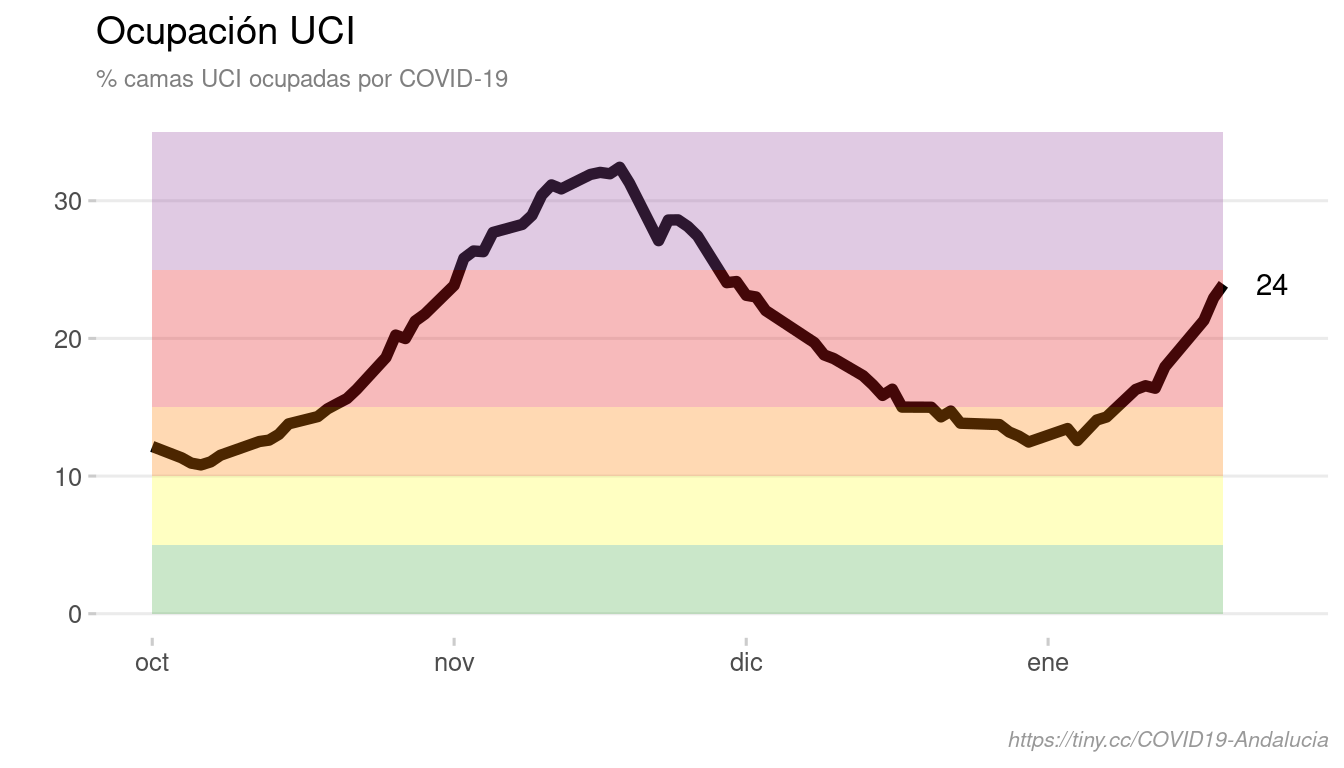 Ocupación UCI
% camas UCI ocupadas por COVID-19
30
24
20
10
0
oct nov dic ene
https://tiny.cc/COVID19-Andalucia